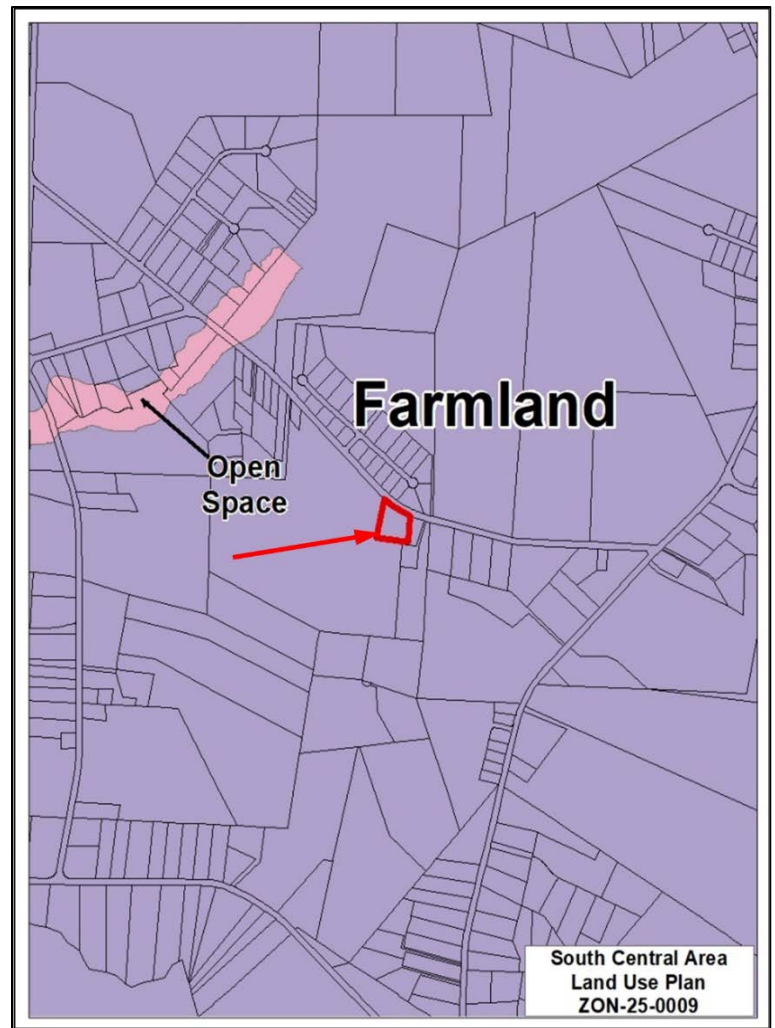 Farmland
Open
Space
South Central Area
Land Use Plan
ZON-25-0009